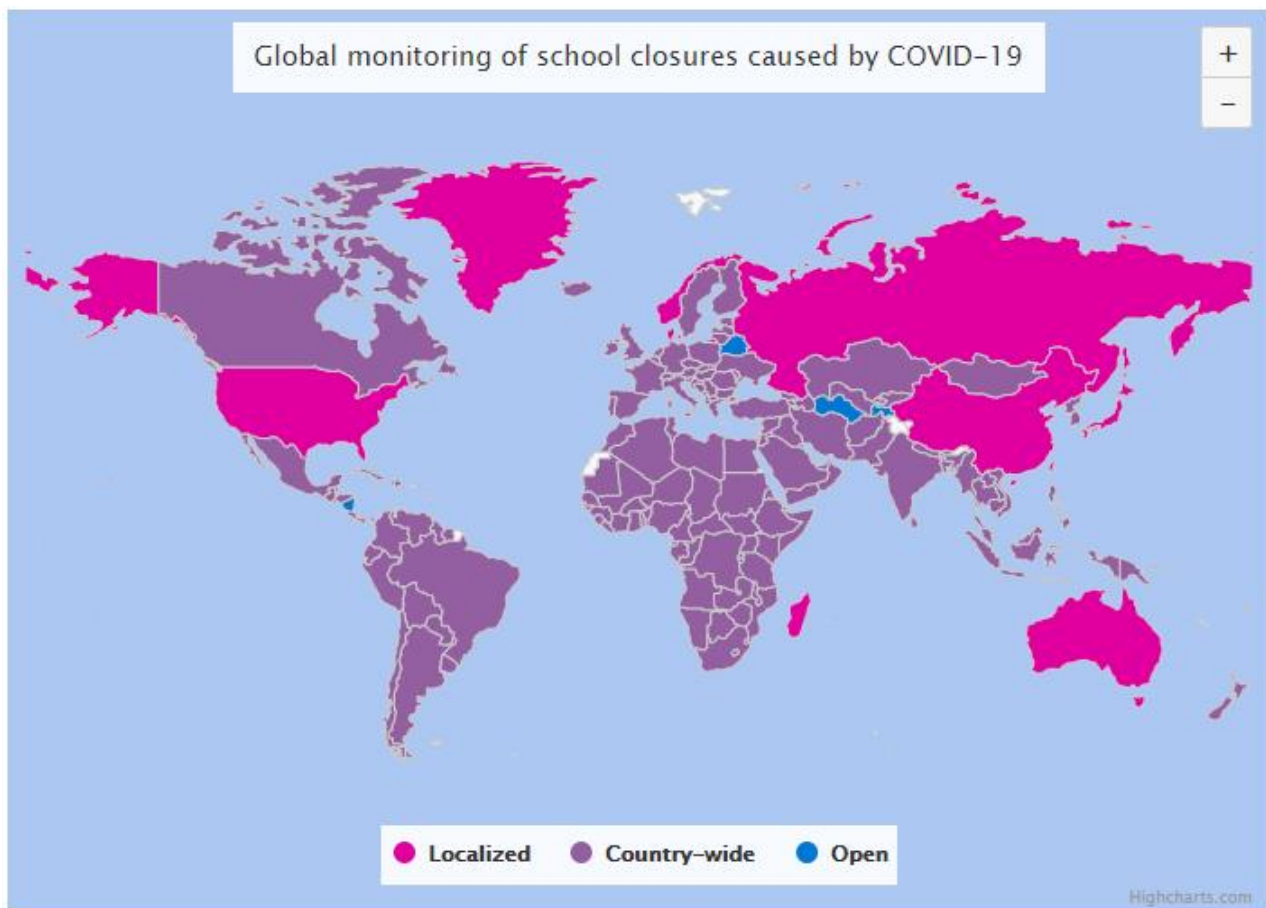 Global monitoring of school closures caused by COVID-19
+
−
Localized Country-wide Open
Highcharts.com